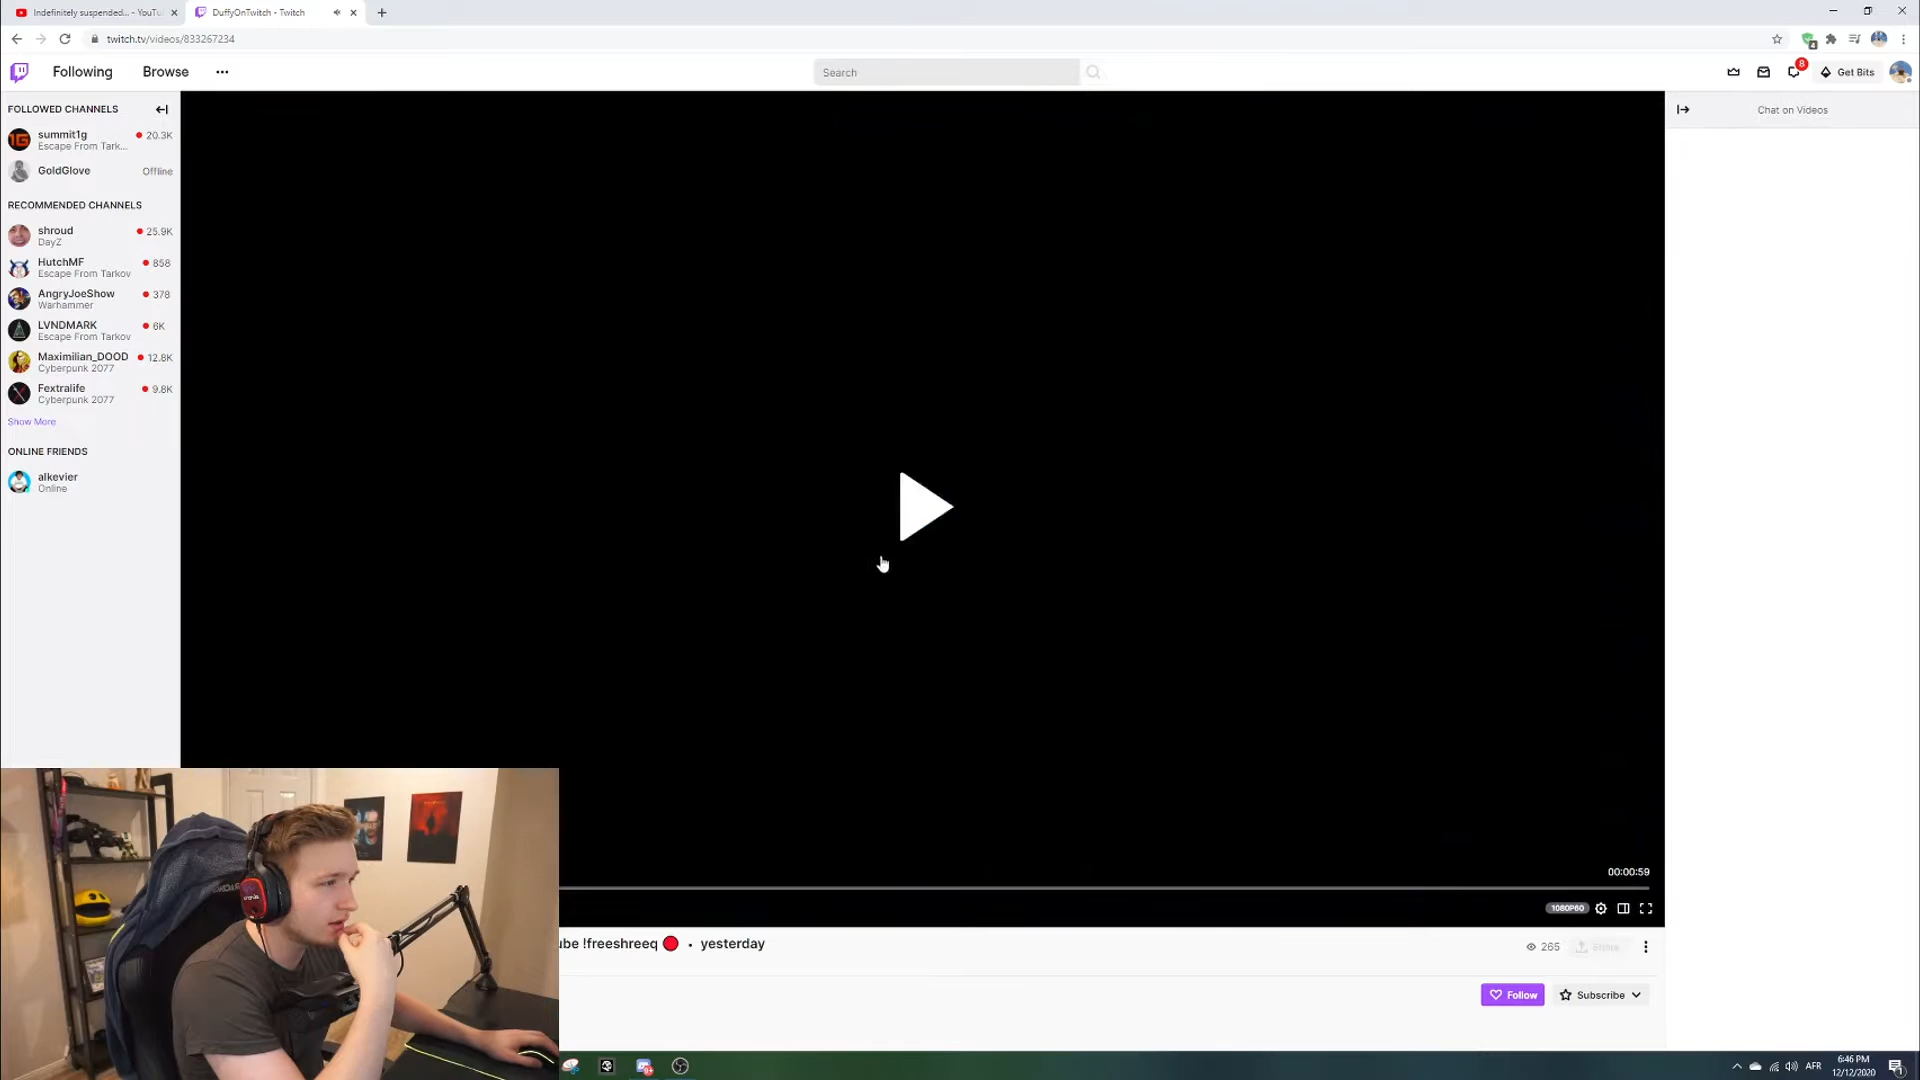 Indefinitely suspended... - YouTu
DuffyOnTwitch - Twitch
twitch.tv/videos/833267234
Following
Browse
Search
8
Get Bits
FOLLOWED CHANNELS
summit1g
20.3K
Escape From Tark...
GoldGlove
Offline
RECOMMENDED CHANNELS
shroud
25.9K
DayZ
HutchMF
858
Escape From Tarkov
AngryJoeShow
378
Warhammer
LVNDMARK
6K
Escape From Tarkov
Maximilian_DOOD
12.8K
Cyberpunk 2077
Fextralife
9.8K
Cyberpunk 2077
Show More
ONLINE FRIENDS
alkevier
Online
Chat on Videos
00:00:59
1080P60
ube !freeshreeq 🔴 • yesterday
265
Share
Follow
Subscribe
AFR
6:46 PM
12/12/2020